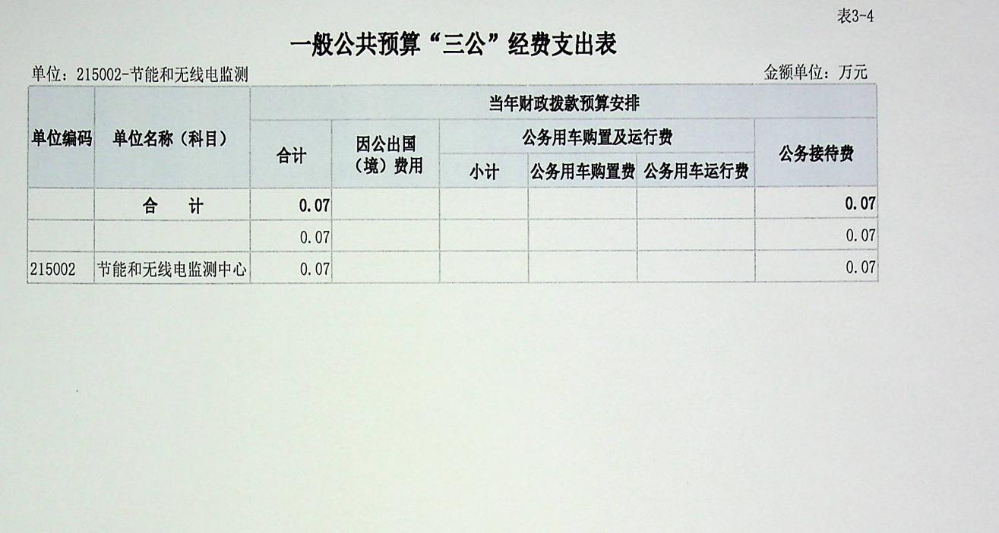 表3-4
一般公共预算“三公”经费支出表
单位：215002-节能和无线电监测
金额单位：万元
单位编码 单位名称（科目） 当年财政拨款预算安排
合计 因公出国（境）费用 公务用车购置及运行费 公务接待费
小计 公务用车购置费 公务用车运行费
合 计 0.07 0.07
0.07 0.07
215002 节能和无线电监测中心 0.07 0.07